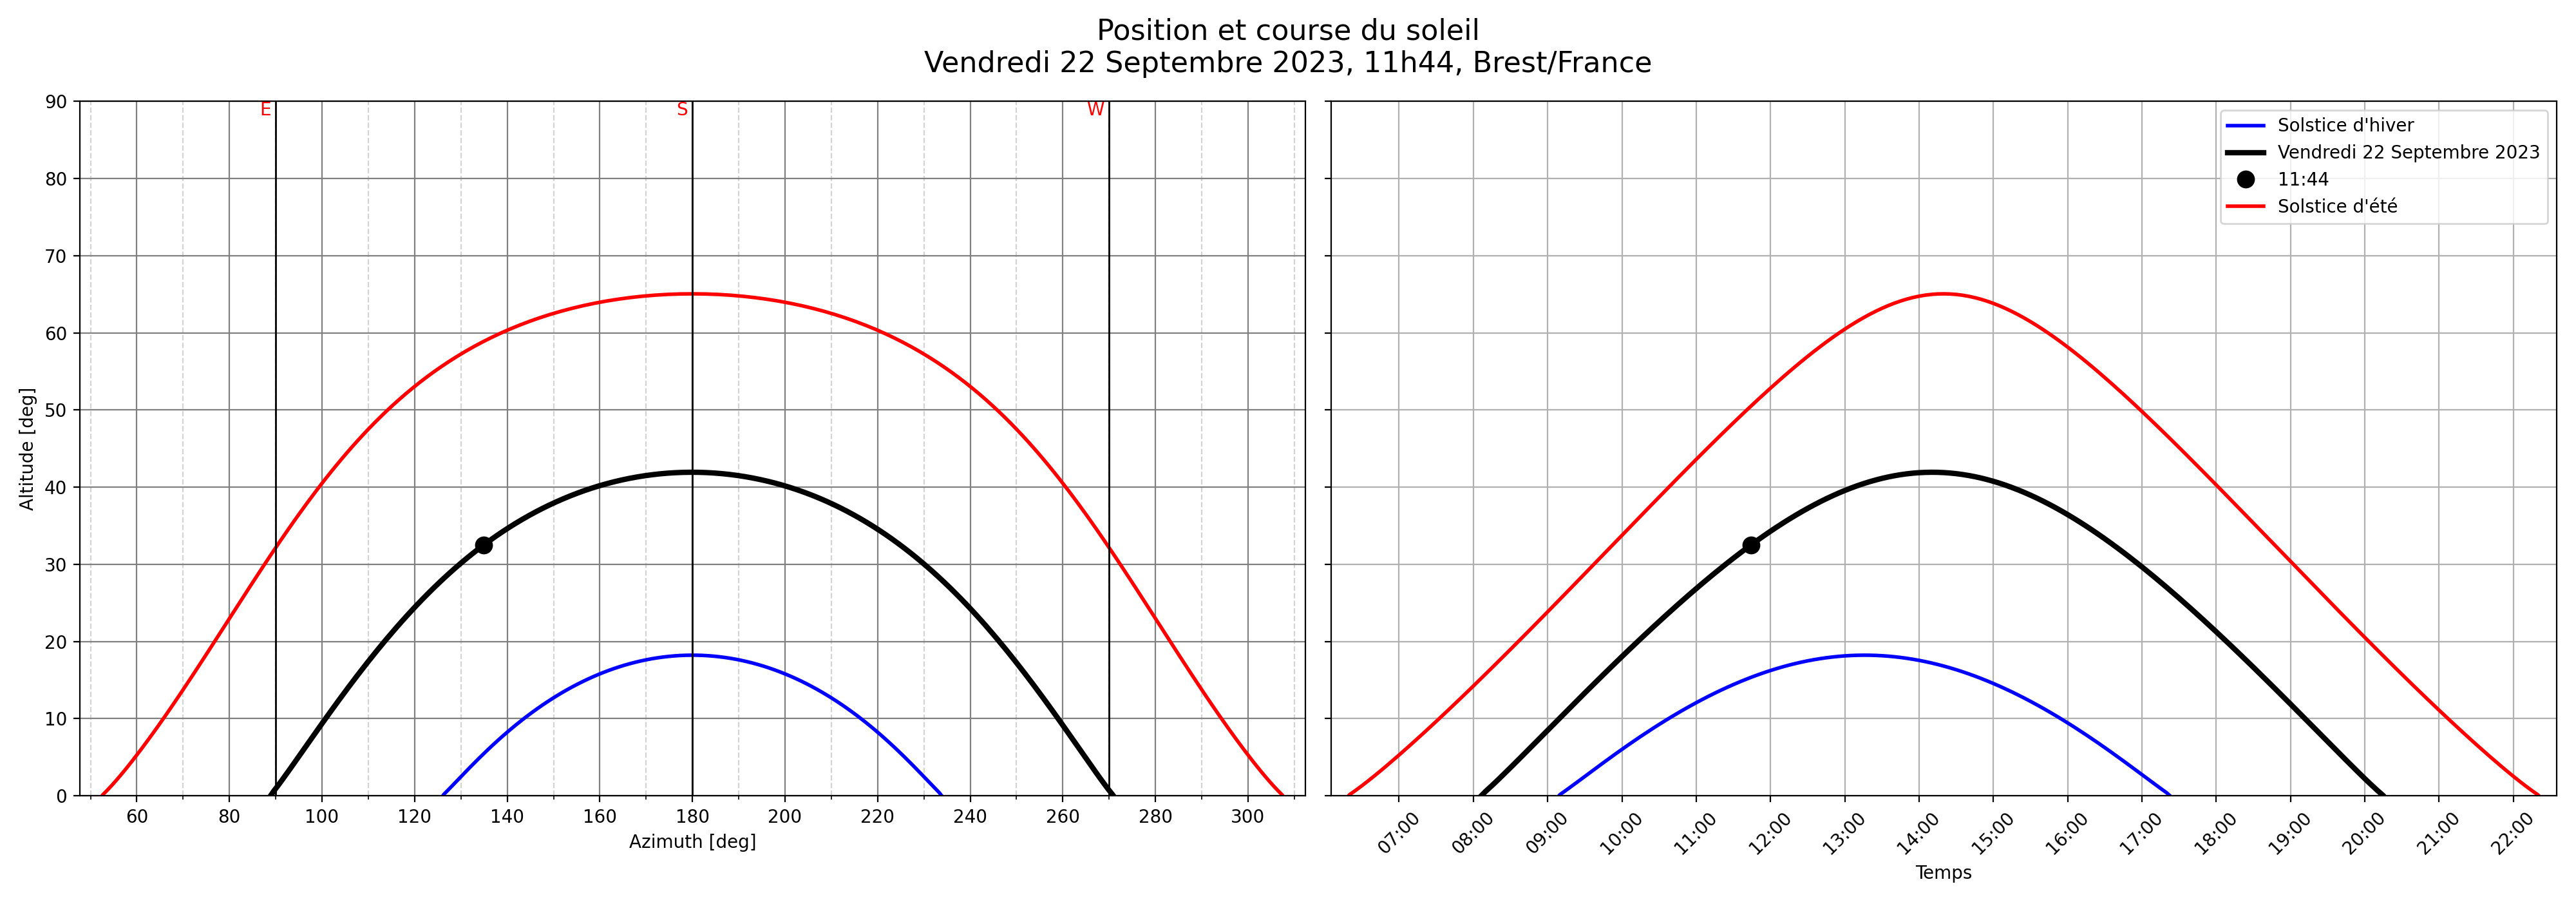 Position et course du soleil
Vendredi 22 Septembre 2023, 11h44, Brest/France
E
S
W
90
80
70
60
50
40
30
20
10
0
Altitude [deg]
60 80 100 120 140 160 180 200 220 240 260 280 300
Azimuth [deg]
Solstice d'hiver
Vendredi 22 Septembre 2023
11:44
Solstice d'été
07:00 08:00 09:00 10:00 11:00 12:00 13:00 14:00 15:00 16:00 17:00 18:00 19:00 20:00 21:00 22:00
Temps